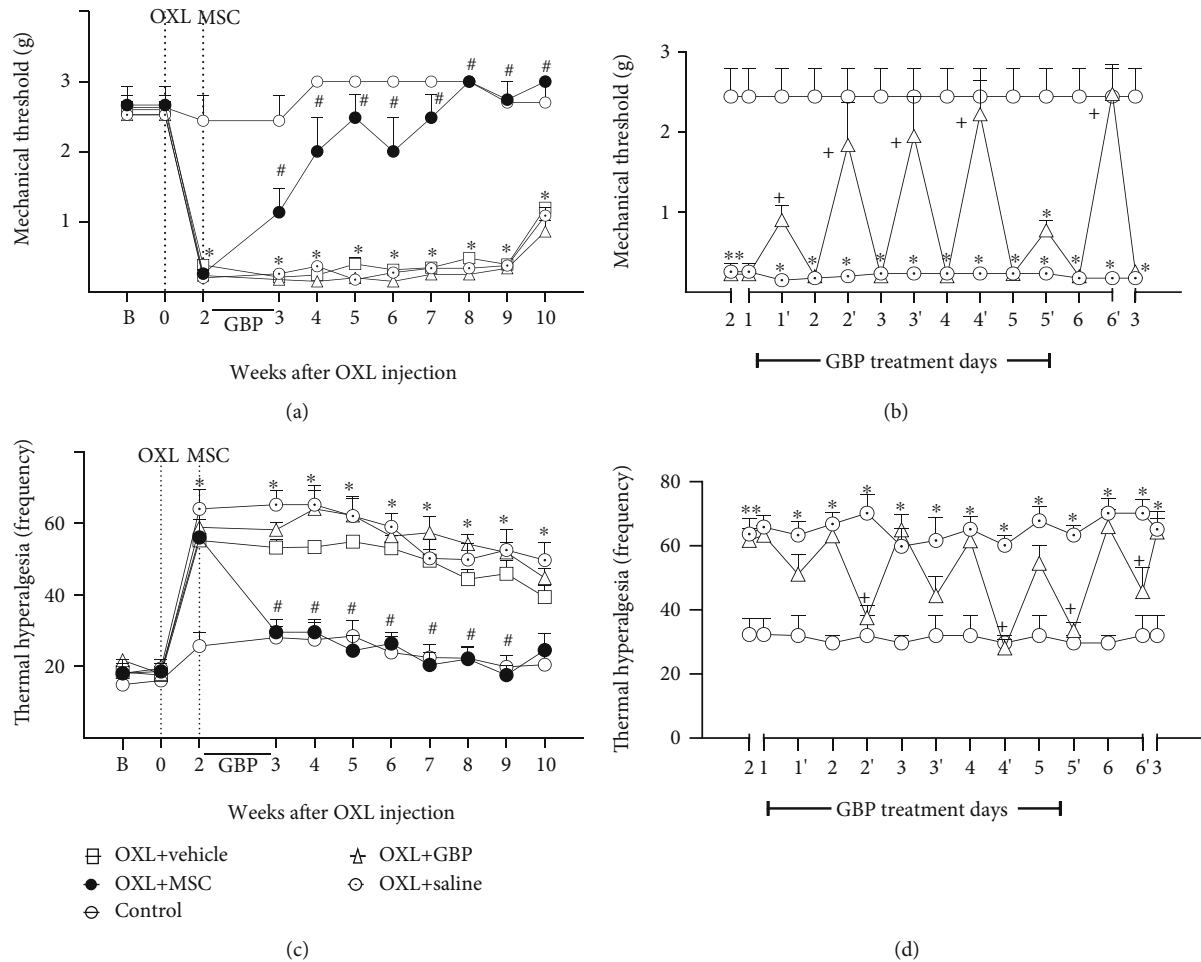 OXL MSC
Mechanical threshold (g)
3
2
1
# # # # # # # #
* * * * * * * * *
B 0 2 3 4 5 6 7 8 9 10
GBP
Weeks after OXL injection
(a)
Mechanical threshold (g)
3
2
1
0
+ + + + * +
** * * * * * * * * * * *
2 1 1' 2 2' 3 3' 4 4' 5 5' 6 6' 3
GBP treatment days
(b)
OXL MSC
Thermal hyperalgesia (frequency)
60
40
20
* * * * * * * * *
# # # # # # #
B 0 2 3 4 5 6 7 8 9 10
GBP
Weeks after OXL injection
OXL+vehicle
OXL+GBP
OXL+MSC
OXL+saline
Control
(c)
Thermal hyperalgesia (frequency)
80
60
40
20
0
** * * * * * * * * * * * *
+ + + +
2 1 1' 2 2' 3 3' 4 4' 5 5' 6 6' 3
GBP treatment days
(d)